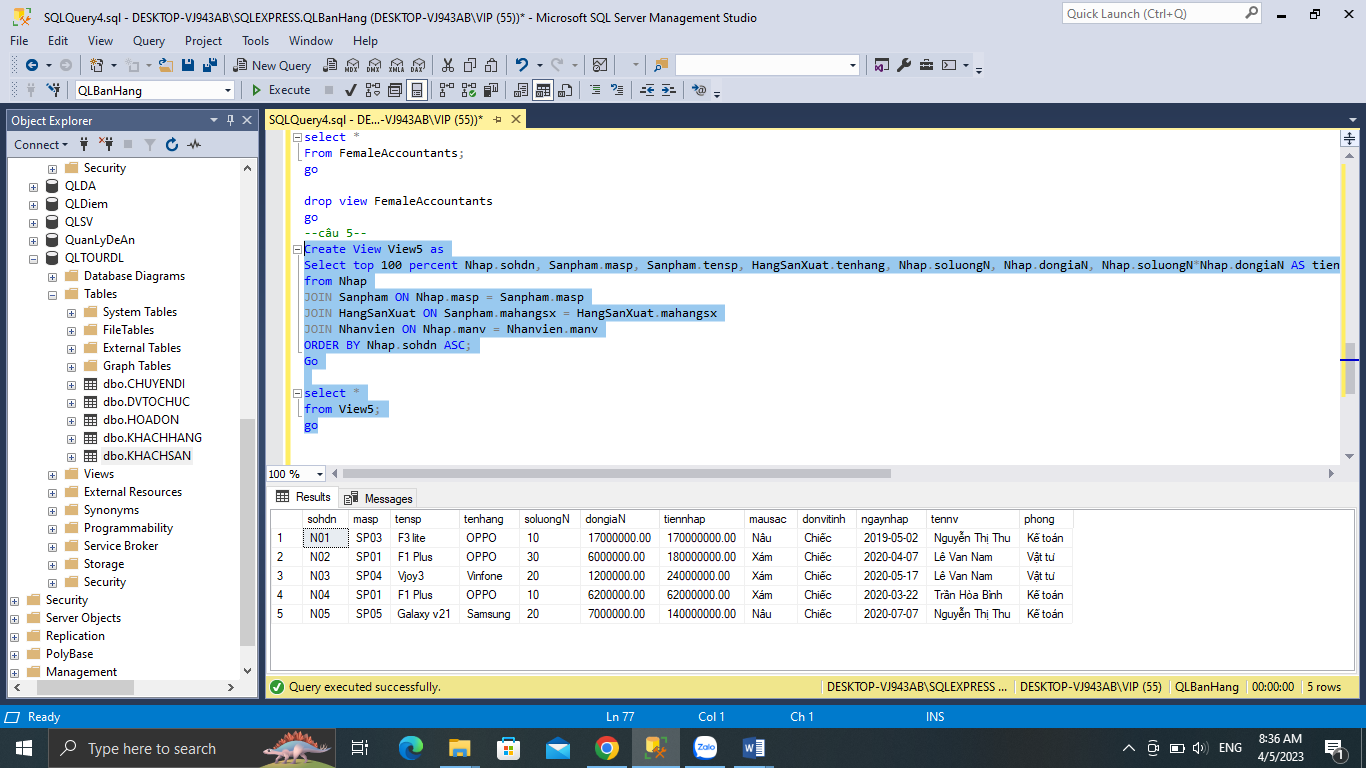 SQLQuery4.sql - DESKTOP-VJ943AB\SQLEXPRESS.QLBanHang (DESKTOP-VJ943AB\VIP (55))* - Microsoft SQL Server Management Studio
Quick Launch (Ctrl+Q)
File Edit View Query Project Tools Window Help
New Query MDX DMX XMLA DAX
QLBanHang Execute
Object Explorer
Connect
Security
QLDA
QLDiem
QLSV
QuanLyDeAn
QLTOURDL
Database Diagrams
Tables
System Tables
FileTables
External Tables
Graph Tables
dbo.CHUYENDI
dbo.DVTOCHUC
dbo.HOADON
dbo.KHACHHANG
dbo.KHACHSAN
Views
External Resources
Synonyms
Programmability
Service Broker
Storage
Security
Security
Server Objects
Replication
PolyBase
Management
SQLQuery4.sql - DE...-VJ943AB\VIP (55))*
select *
From FemaleAccountants;
go
drop view FemaleAccountants
go
--câu 5--
Create View View5 as
Select top 100 percent Nhap.sohdn, Sanpham.masp, Sanpham.tensp, HangSanXuat.tenhang, Nhap.soluongN, Nhap.dongiaN, Nhap.soluongN*Nhap.dongiaN AS tien
from Nhap
JOIN Sanpham ON Nhap.masp = Sanpham.masp
JOIN HangSanXuat ON Sanpham.mahangsx = HangSanXuat.mahangsx
JOIN Nhanvien ON Nhap.manv = Nhanvien.manv
ORDER BY Nhap.sohdn ASC;
Go
select *
from View5;
go
100 %
Results Messages
sohdn masp tensp tenhang soluongN dongiaN tiennhap mausac donvitinh ngaynhap tennv phong
1 N01 SP03 F3 lite OPPO 10 17000000.00 170000000.00 Nâu Chiếc 2019-05-02 Nguyễn Thị Thu Kế toán
2 N02 SP01 F1 Plus OPPO 30 6000000.00 180000000.00 Xám Chiếc 2020-04-07 Lê Van Nam Vật tư
3 N03 SP04 Vjoy3 Vinfone 20 1200000.00 24000000.00 Xám Chiếc 2020-05-17 Lê Van Nam Vật tư
4 N04 SP01 F1 Plus OPPO 10 6200000.00 62000000.00 Xám Chiếc 2020-03-22 Trần Hòa Bình Kế toán
5 N05 SP05 Galaxy v21 Samsung 20 7000000.00 140000000.00 Nâu Chiếc 2020-07-07 Nguyễn Thị Thu Kế toán
Query executed successfully. DESKTOP-VJ943AB\SQLEXPRESS ... DESKTOP-VJ943AB\VIP (55) QLBanHang 00:00:00 5 rows
Ready Ln 77 Col 1 Ch 1 INS
Type here to search
Zalo
ENG
8:36 AM
4/5/2023
1